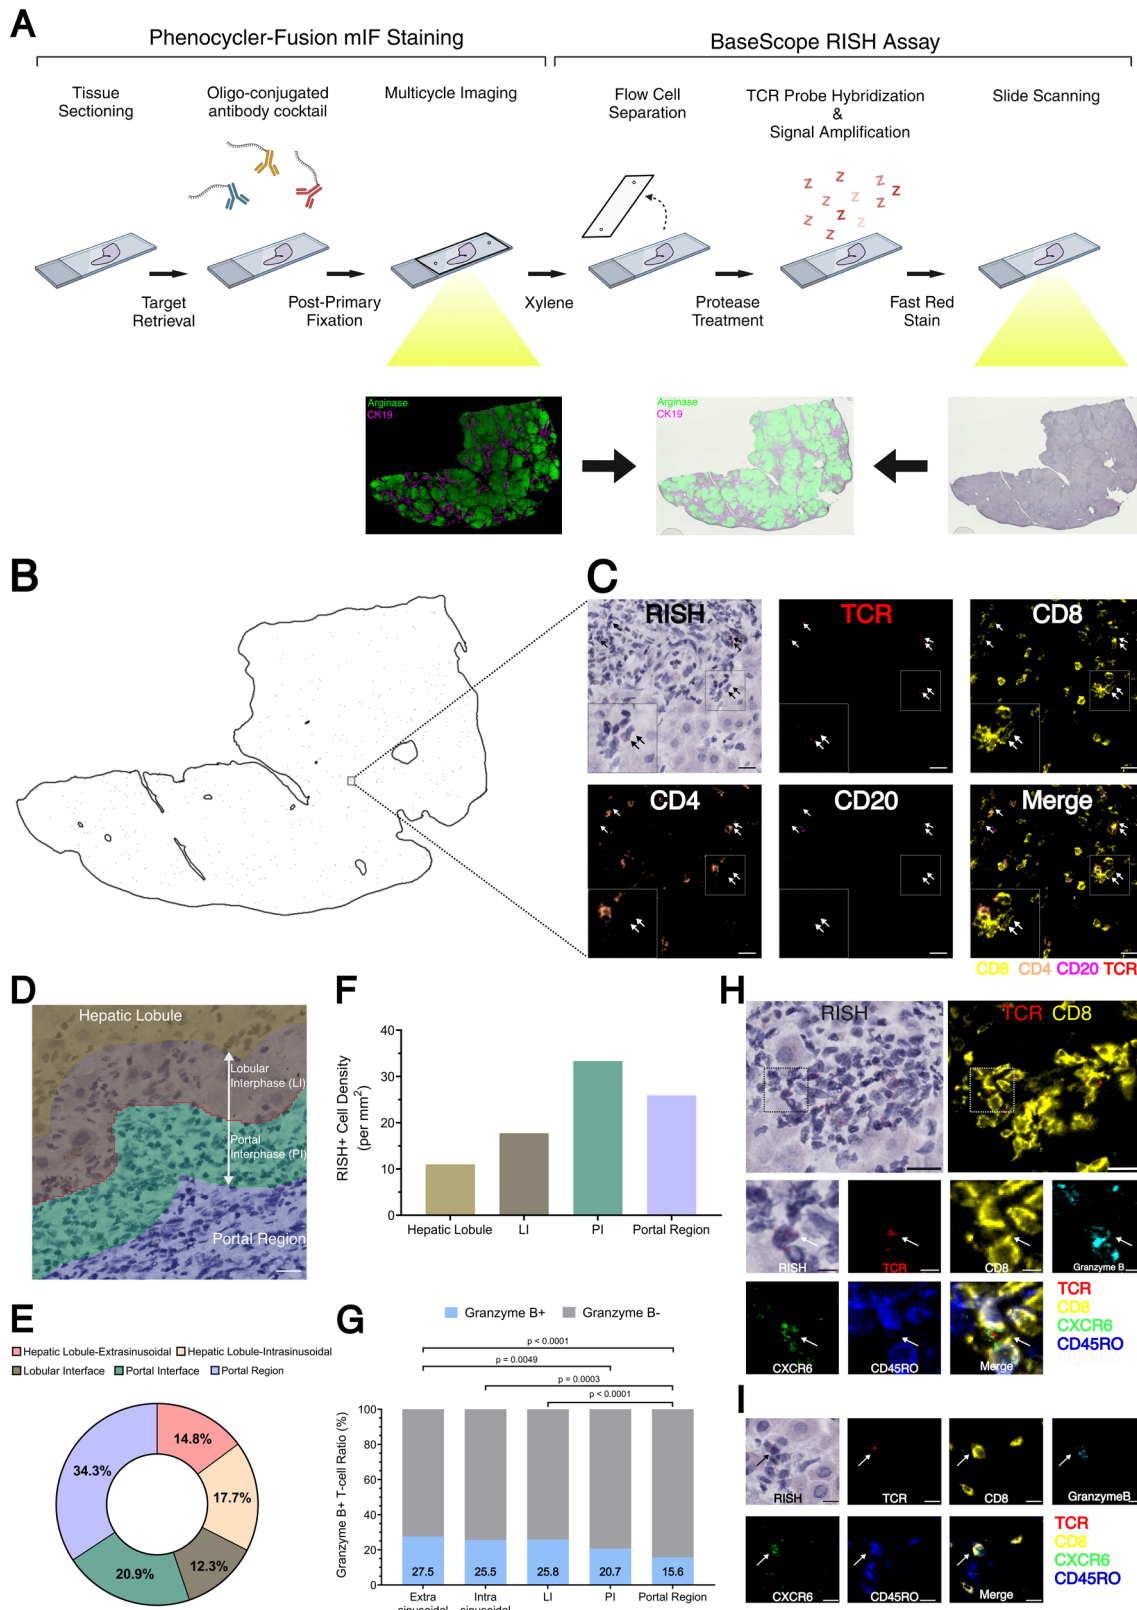 A
Phenocycler-Fusion mIF Staining
BaseScope RISH Assay
Tissue
Sectioning
Oligo-conjugated
antibody cocktail
Multicycle Imaging
Flow Cell
Separation
TCR Probe Hybridization
&
Signal Amplification
Slide Scanning
Z Z Z Z Z Z Z Z Z Z Z
Target
Retrieval
Post-Primary
Fixation
Xylene
Protease
Treatment
Fast Red
Stain
Arginase
CK19
Arginase
CK19
B
C
RISH
TCR
CD8
CD4
CD20
Merge
CD8 CD4 CD20 TCR
D
Hepatic Lobule
Lobular
Interphase (LI)
Portal
Interphase (PI)
Portal Region
F
RISH+ Cell Density
(per mm²)
40
30
20
10
0
Hepatic Lobule
LI
PI
Portal Region
H
RISH
TCR CD8
RISH
TCR
CD8
Granzyme B
CXCR6
CD45RO
Merge
TCR
CD8
CXCR6
CD45RO
E
Hepatic Lobule-Extrasinusoidal
Hepatic Lobule-Intrasinusoidal
Lobular Interface
Portal Interface
Portal Region
14.8%
17.7%
12.3%
20.9%
34.3%
G
Granzyme B+
Granzyme B-
p < 0.0001
p = 0.0049
p = 0.0003
p < 0.0001
Granzyme B+ T-cell Ratio (%)
100
80
60
40
20
0
27.5
25.5
25.8
20.7
15.6
Extra
sinusoidal
Intra
sinusoidal
LI
PI
Portal Region
I
RISH
TCR
CD8
GranzymeB
CXCR6
CD45RO
Merge
TCR
CD8
CXCR6
CD45RO